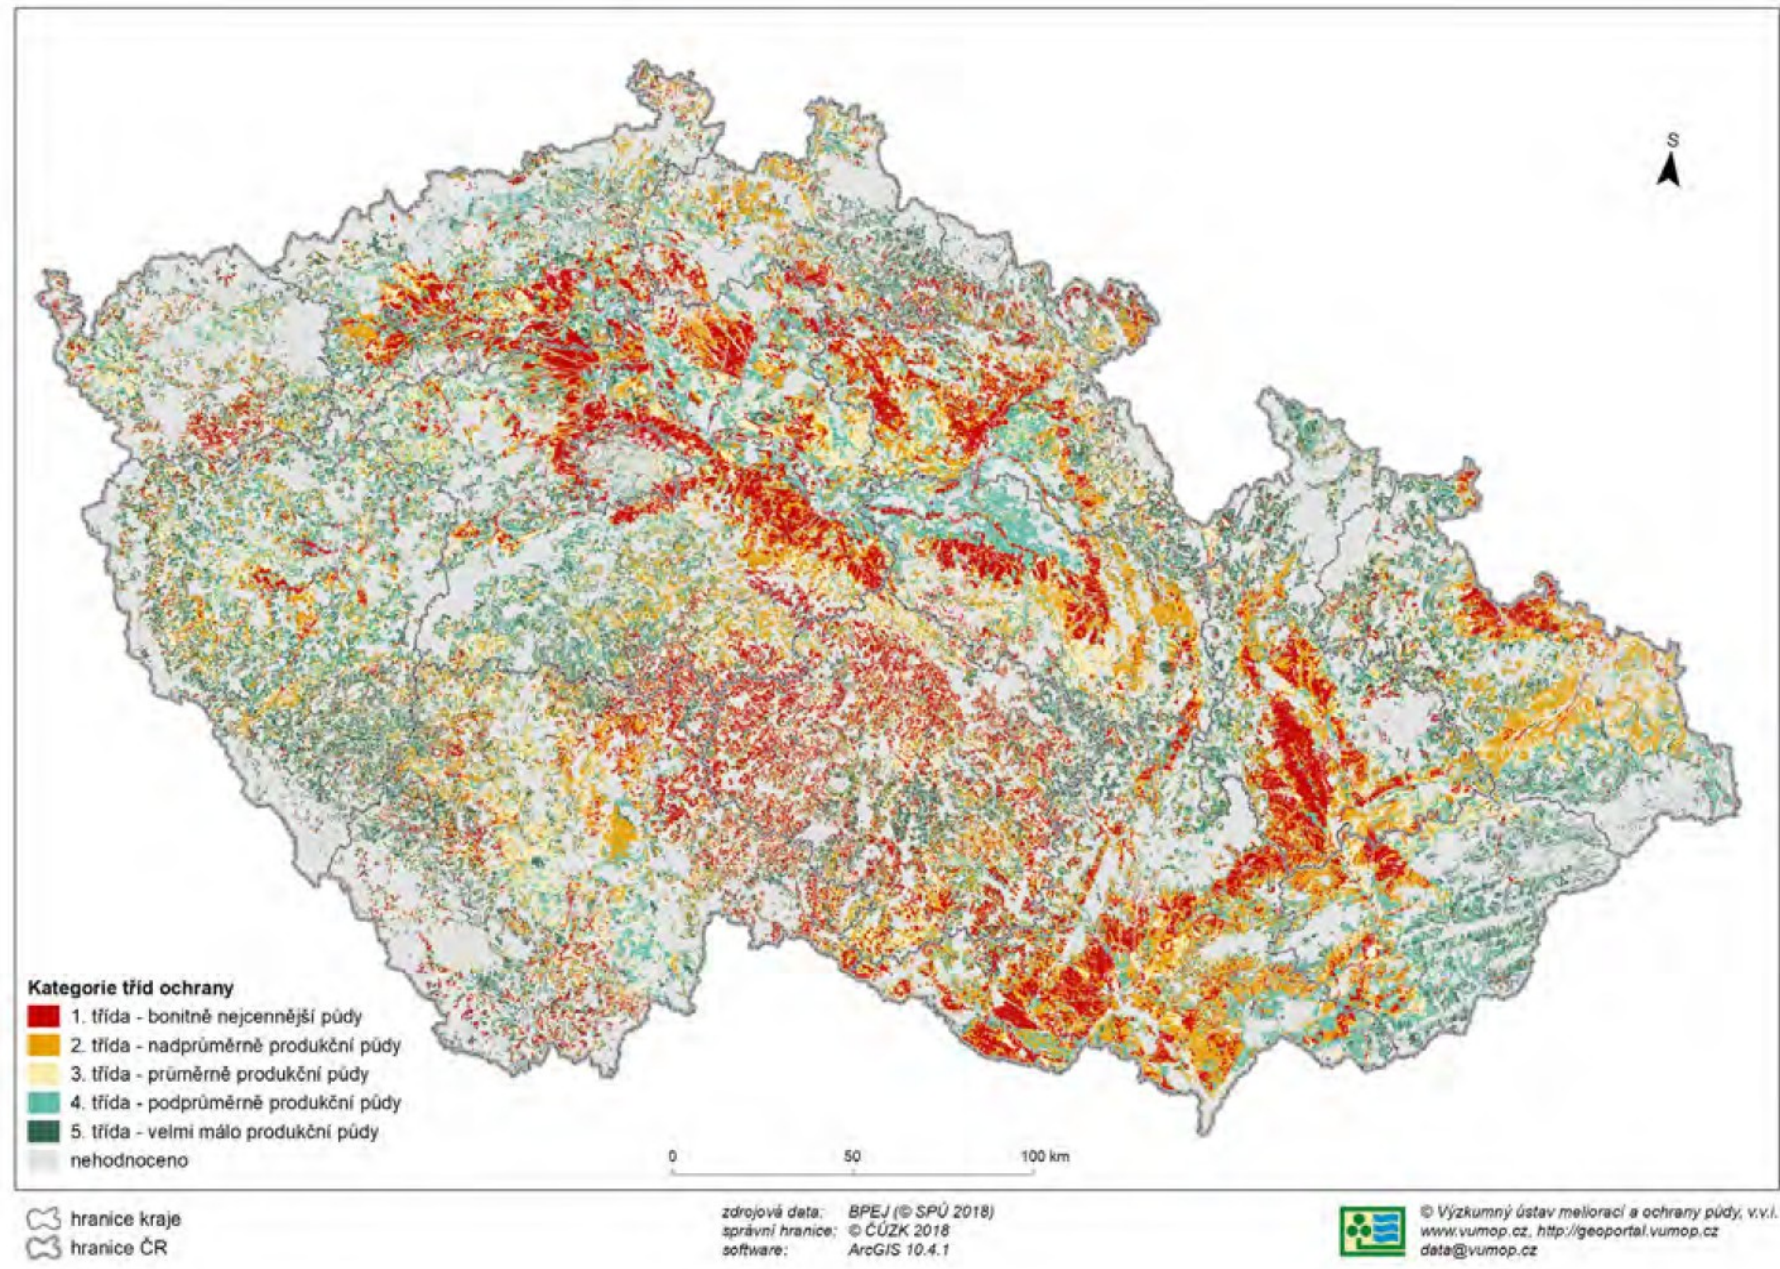 S
Kategorie tříd ochrany
1. třída - bonitně nejcennější půdy
2. třída - nadprůměrně produkční půdy
3. třída - průměrně produkční půdy
4. třída - podprůměrně produkční půdy
5. třída - velmi málo produkční půdy
nehodnoceno
0 50 100 km
hranice kraje
hranice ČR
zdrojová data: BPEJ (© SPÚ 2018)
správní hranice: © ČÚZK 2018
software: ArcGIS 10.4.1
© Výzkumný ústav meliorací a ochrany půdy, v.v.i.
www.vumop.cz, http://geoportal.vumop.cz
data@vumop.cz